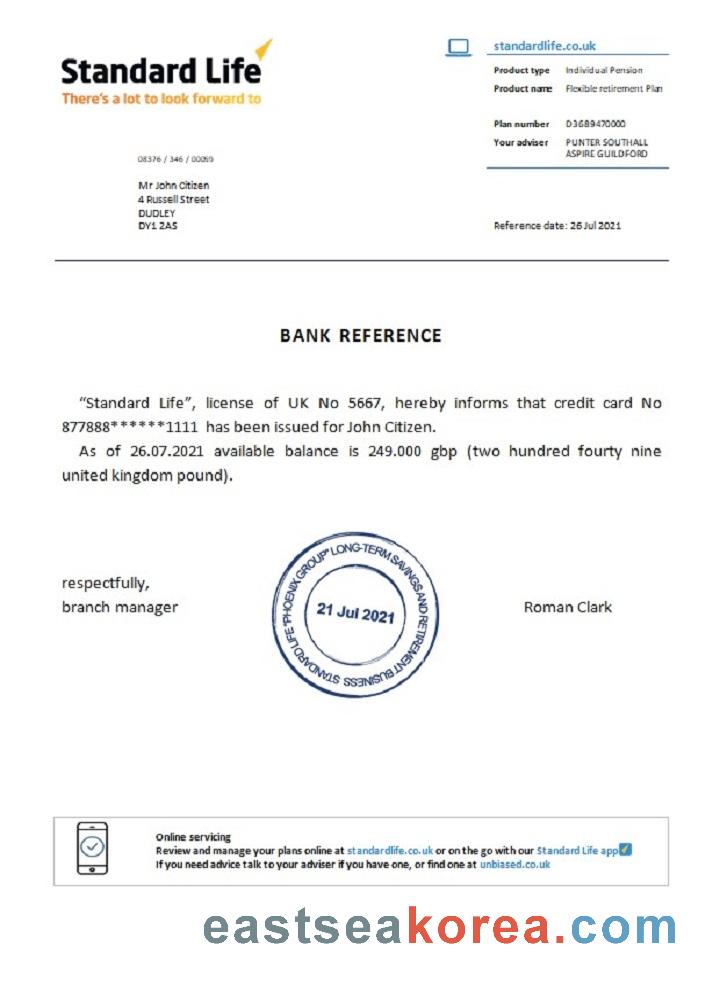 Standard Life
There's a lot to look forward to
standardlife.co.uk
Product type Individual Pension
Product name Flexible retirement Plan
Plan number D3689470000
Your adviser PUNTER SOUTHALL
ASPIRE GUILDFORD
08376 / 346 / 00099
Mr John Citizen
4 Russell Street
DUDLEY
DY1 2AS
Reference date: 26 Jul 2021
BANK REFERENCE
“Standard Life”, license of UK No 5667, hereby informs that credit card No
877888******1111 has been issued for John Citizen.
As of 26.07.2021 available balance is 249.000 gbp (two hundred fourty nine
united kingdom pound).
respectfully,
branch manager
STANDARD LIFE "PHOENIX GROUP" LONG-TERM SAVINGS AND RETIREMENT BUSINESS
21 Jul 2021
Roman Clark
Online servicing
Review and manage your plans online at standardlife.co.uk or on the go with our Standard Life app
If you need advice talk to your adviser if you have one, or find one at unbiased.co.uk
eastseakorea.com